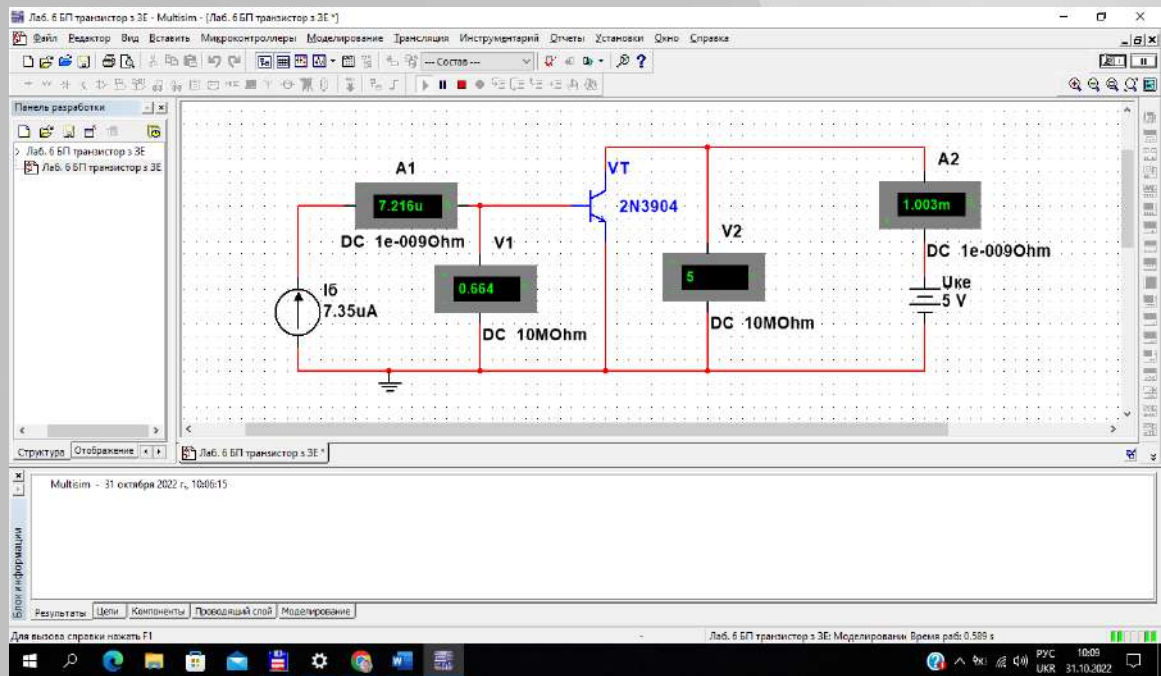 Лаб. 6 БП транзистор з ЗЕ - Multisim - [Лаб. 6 БП транзистор з ЗЕ *]
Файл Редактор Вид Вставить Микроконтроллеры Моделирование Трансляция Инструментарий Отчеты Установки Окно Справка
--- Состав ---
Панель разработки
Лаб. 6 БП транзистор з ЗЕ
Лаб. 6 БП транзистор з ЗЕ
A1
7.216u
DC 1e-009Ohm
V1
0.664
DC 10MOhm
Iб
7.35uA
VT
2N3904
V2
5
DC 10MOhm
A2
1.003m
DC 1e-009Ohm
Uке
5 V
Структура Отображение
Лаб. 6 БП транзистор з ЗЕ *
Multisim - 31 октября 2022 г., 10:06:15
Блок информации
Результаты Цепи Компоненты Проводящий слой Моделирование
Для вызова справки нажать F1
Лаб. 6 БП транзистор з ЗЕ: Моделировани Время раб: 0.589 s
РУС
UKR
10:09
31.10.2022